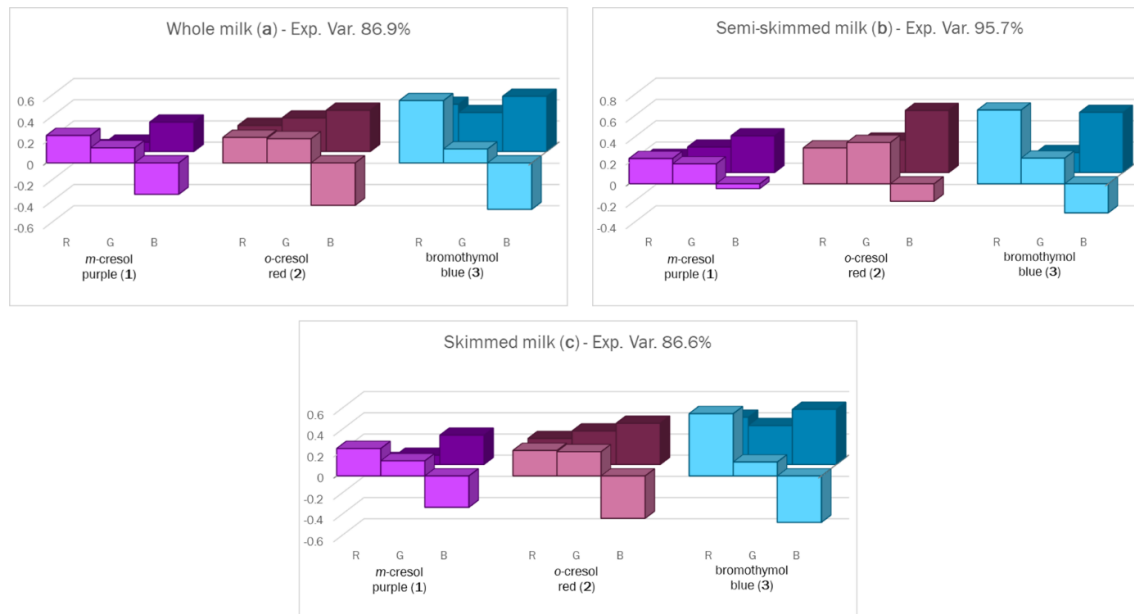 Whole milk (a) - Exp. Var. 86.9%
0.6
0.4
0.2
0
-0.2
-0.4
-0.6
R G B R G B R G B
m-cresol purple (1)
o-cresol red (2)
bromothymol blue (3)
Semi-skimmed milk (b) - Exp. Var. 95.7%
0.8
0.6
0.4
0.2
0
-0.2
-0.4
R G B R G B R G B
m-cresol purple (1)
o-cresol red (2)
bromothymol blue (3)
Skimmed milk (c) - Exp. Var. 86.6%
0.6
0.4
0.2
0
-0.2
-0.4
-0.6
R G B R G B R G B
m-cresol purple (1)
o-cresol red (2)
bromothymol blue (3)